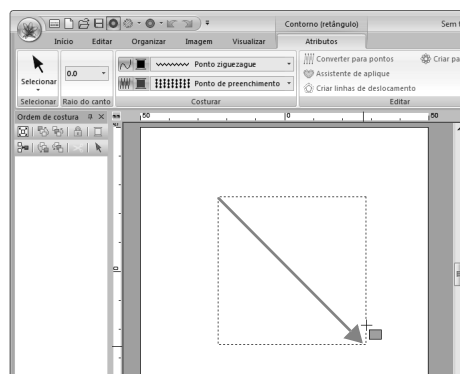 Contorno (retângulo)
Sem t
Início Editar Organizar Imagem Visualizar Atributos
Selecionar
0.0
Ponto ziguezague
Ponto de preenchimento
Converter para pontos
Criar pa
Assistente de aplique
Criar linhas de deslocamento
Selecionar Raio do canto Costurar Editar
Ordem de costura
50 0 50
0